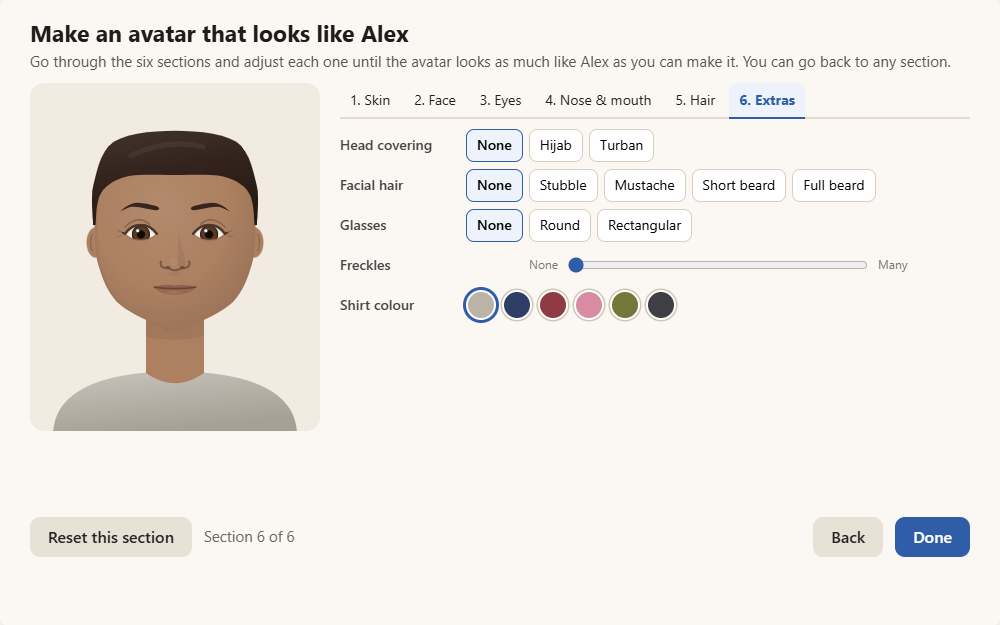 Make an avatar that looks like Alex
Go through the six sections and adjust each one until the avatar looks as much like Alex as you can make it. You can go back to any section.
1. Skin 2. Face 3. Eyes 4. Nose & mouth 5. Hair 6. Extras
Head covering None Hijab Turban
Facial hair None Stubble Mustache Short beard Full beard
Glasses None Round Rectangular
Freckles None Many
Shirt colour
Reset this section Section 6 of 6 Back Done